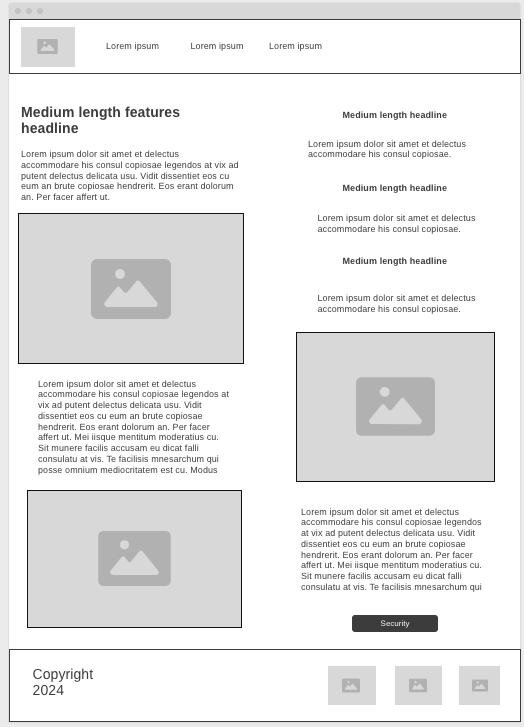 Lorem ipsum
Lorem ipsum
Lorem ipsum
Medium length features
headline
Lorem ipsum dolor sit amet et delectus
accommodare his consul copiosae legendos at vix ad
putent delectus delicata usu. Vidit dissentiet eos cu
eum an brute copiosae hendrerit. Eos erant dolorum
an. Per facer affert ut.
Lorem ipsum dolor sit amet et delectus
accommodare his consul copiosae legendos at
vix ad putent delectus delicata usu. Vidit
dissentiet eos cu eum an brute copiosae
hendrerit. Eos erant dolorum an. Per facer
affert ut. Mei iisque mentitum moderatius cu.
Sit munere facilis accusam eu dicat falli
consulatu at vis. Te facilisis mnesarchum qui
posse omnium mediocritatem est cu. Modus
Medium length headline
Lorem ipsum dolor sit amet et delectus
accommodare his consul copiosae.
Medium length headline
Lorem ipsum dolor sit amet et delectus
accommodare his consul copiosae.
Medium length headline
Lorem ipsum dolor sit amet et delectus
accommodare his consul copiosae.
Lorem ipsum dolor sit amet et delectus
accommodare his consul copiosae legendos
at vix ad putent delectus delicata usu. Vidit
dissentiet eos cu eum an brute copiosae
hendrerit. Eos erant dolorum an. Per facer
affert ut. Mei iisque mentitum moderatius cu.
Sit munere facilis accusam eu dicat falli
consulatu at vis. Te facilisis mnesarchum qui
Security
Copyright
2024